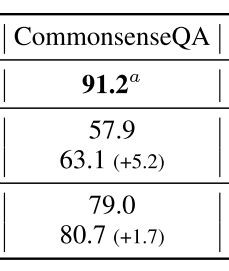 CommonsenseQA
91.2ᵃ
57.9
63.1 (+5.2)
79.0
80.7 (+1.7)